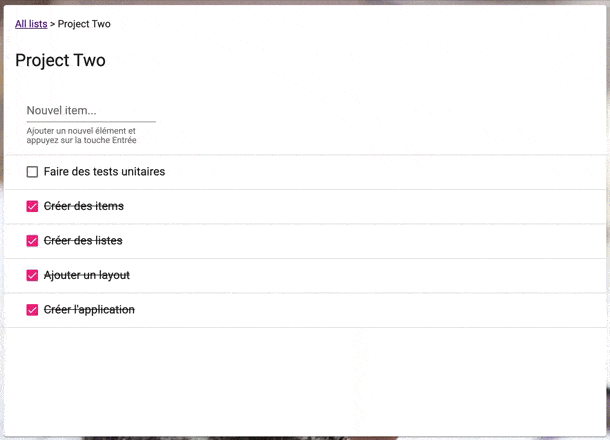 All lists > Project Two
Project Two
Nouvel item...
Ajouter un nouvel élément et
appuyez sur la touche Entrée
Faire des tests unitaires
Créer des items
Créer des listes
Ajouter un layout
Créer l'application